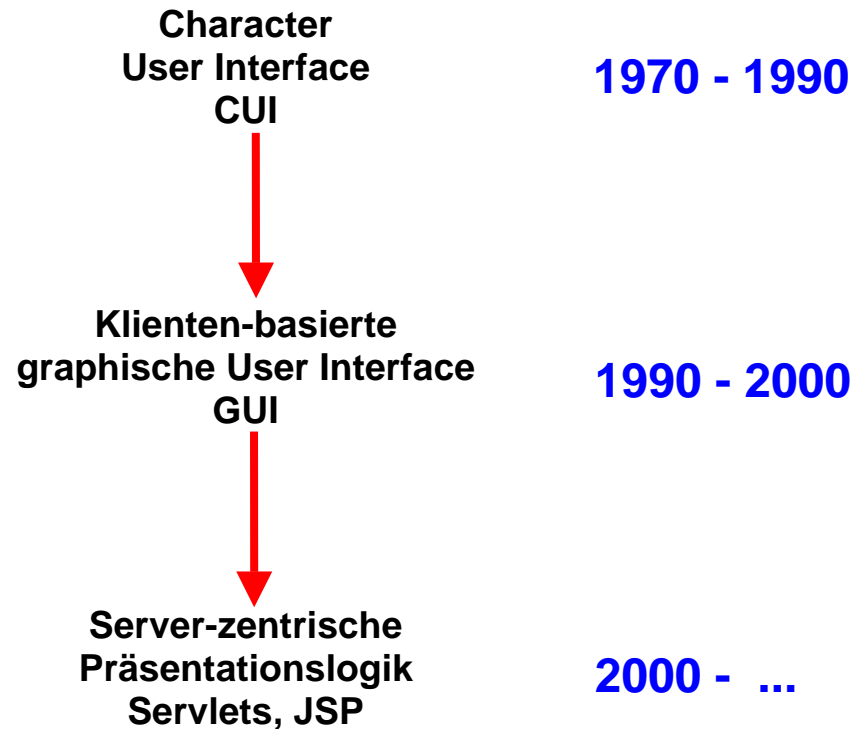 Character
User Interface
CUI
1970 - 1990
Klienten-basierte
graphische User Interface
GUI
1990 - 2000
Server-zentrische
Präsentationslogik
Servlets, JSP
2000 - ...